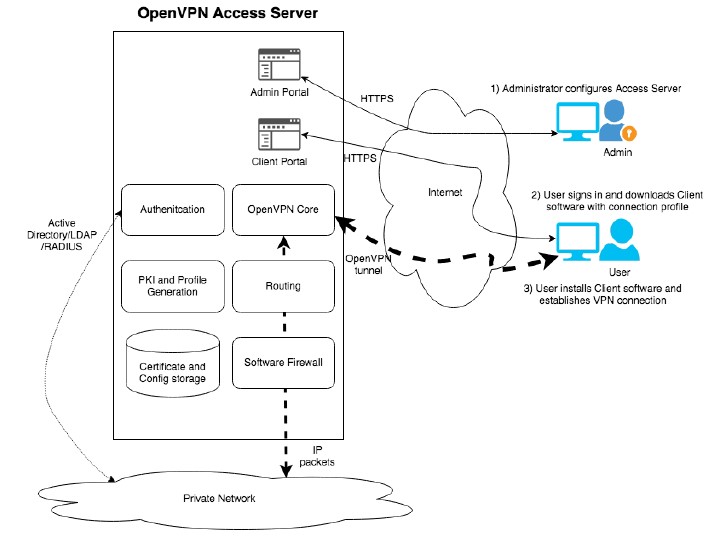 OpenVPN Access Server
Admin Portal
HTTPS
1) Administrator configures Access Server
Admin
Client Portal
HTTPS
Internet
2) User signs in and downloads Client
software with connection profile
Active
Directory/LDAP
/RADIUS
Authenitcation
OpenVPN Core
OpenVPN
tunnel
User
3) User installs Client software and
establishes VPN connection
PKI and Profile
Generation
Routing
Certificate and
Config storage
Software Firewall
IP
packets
Private Network